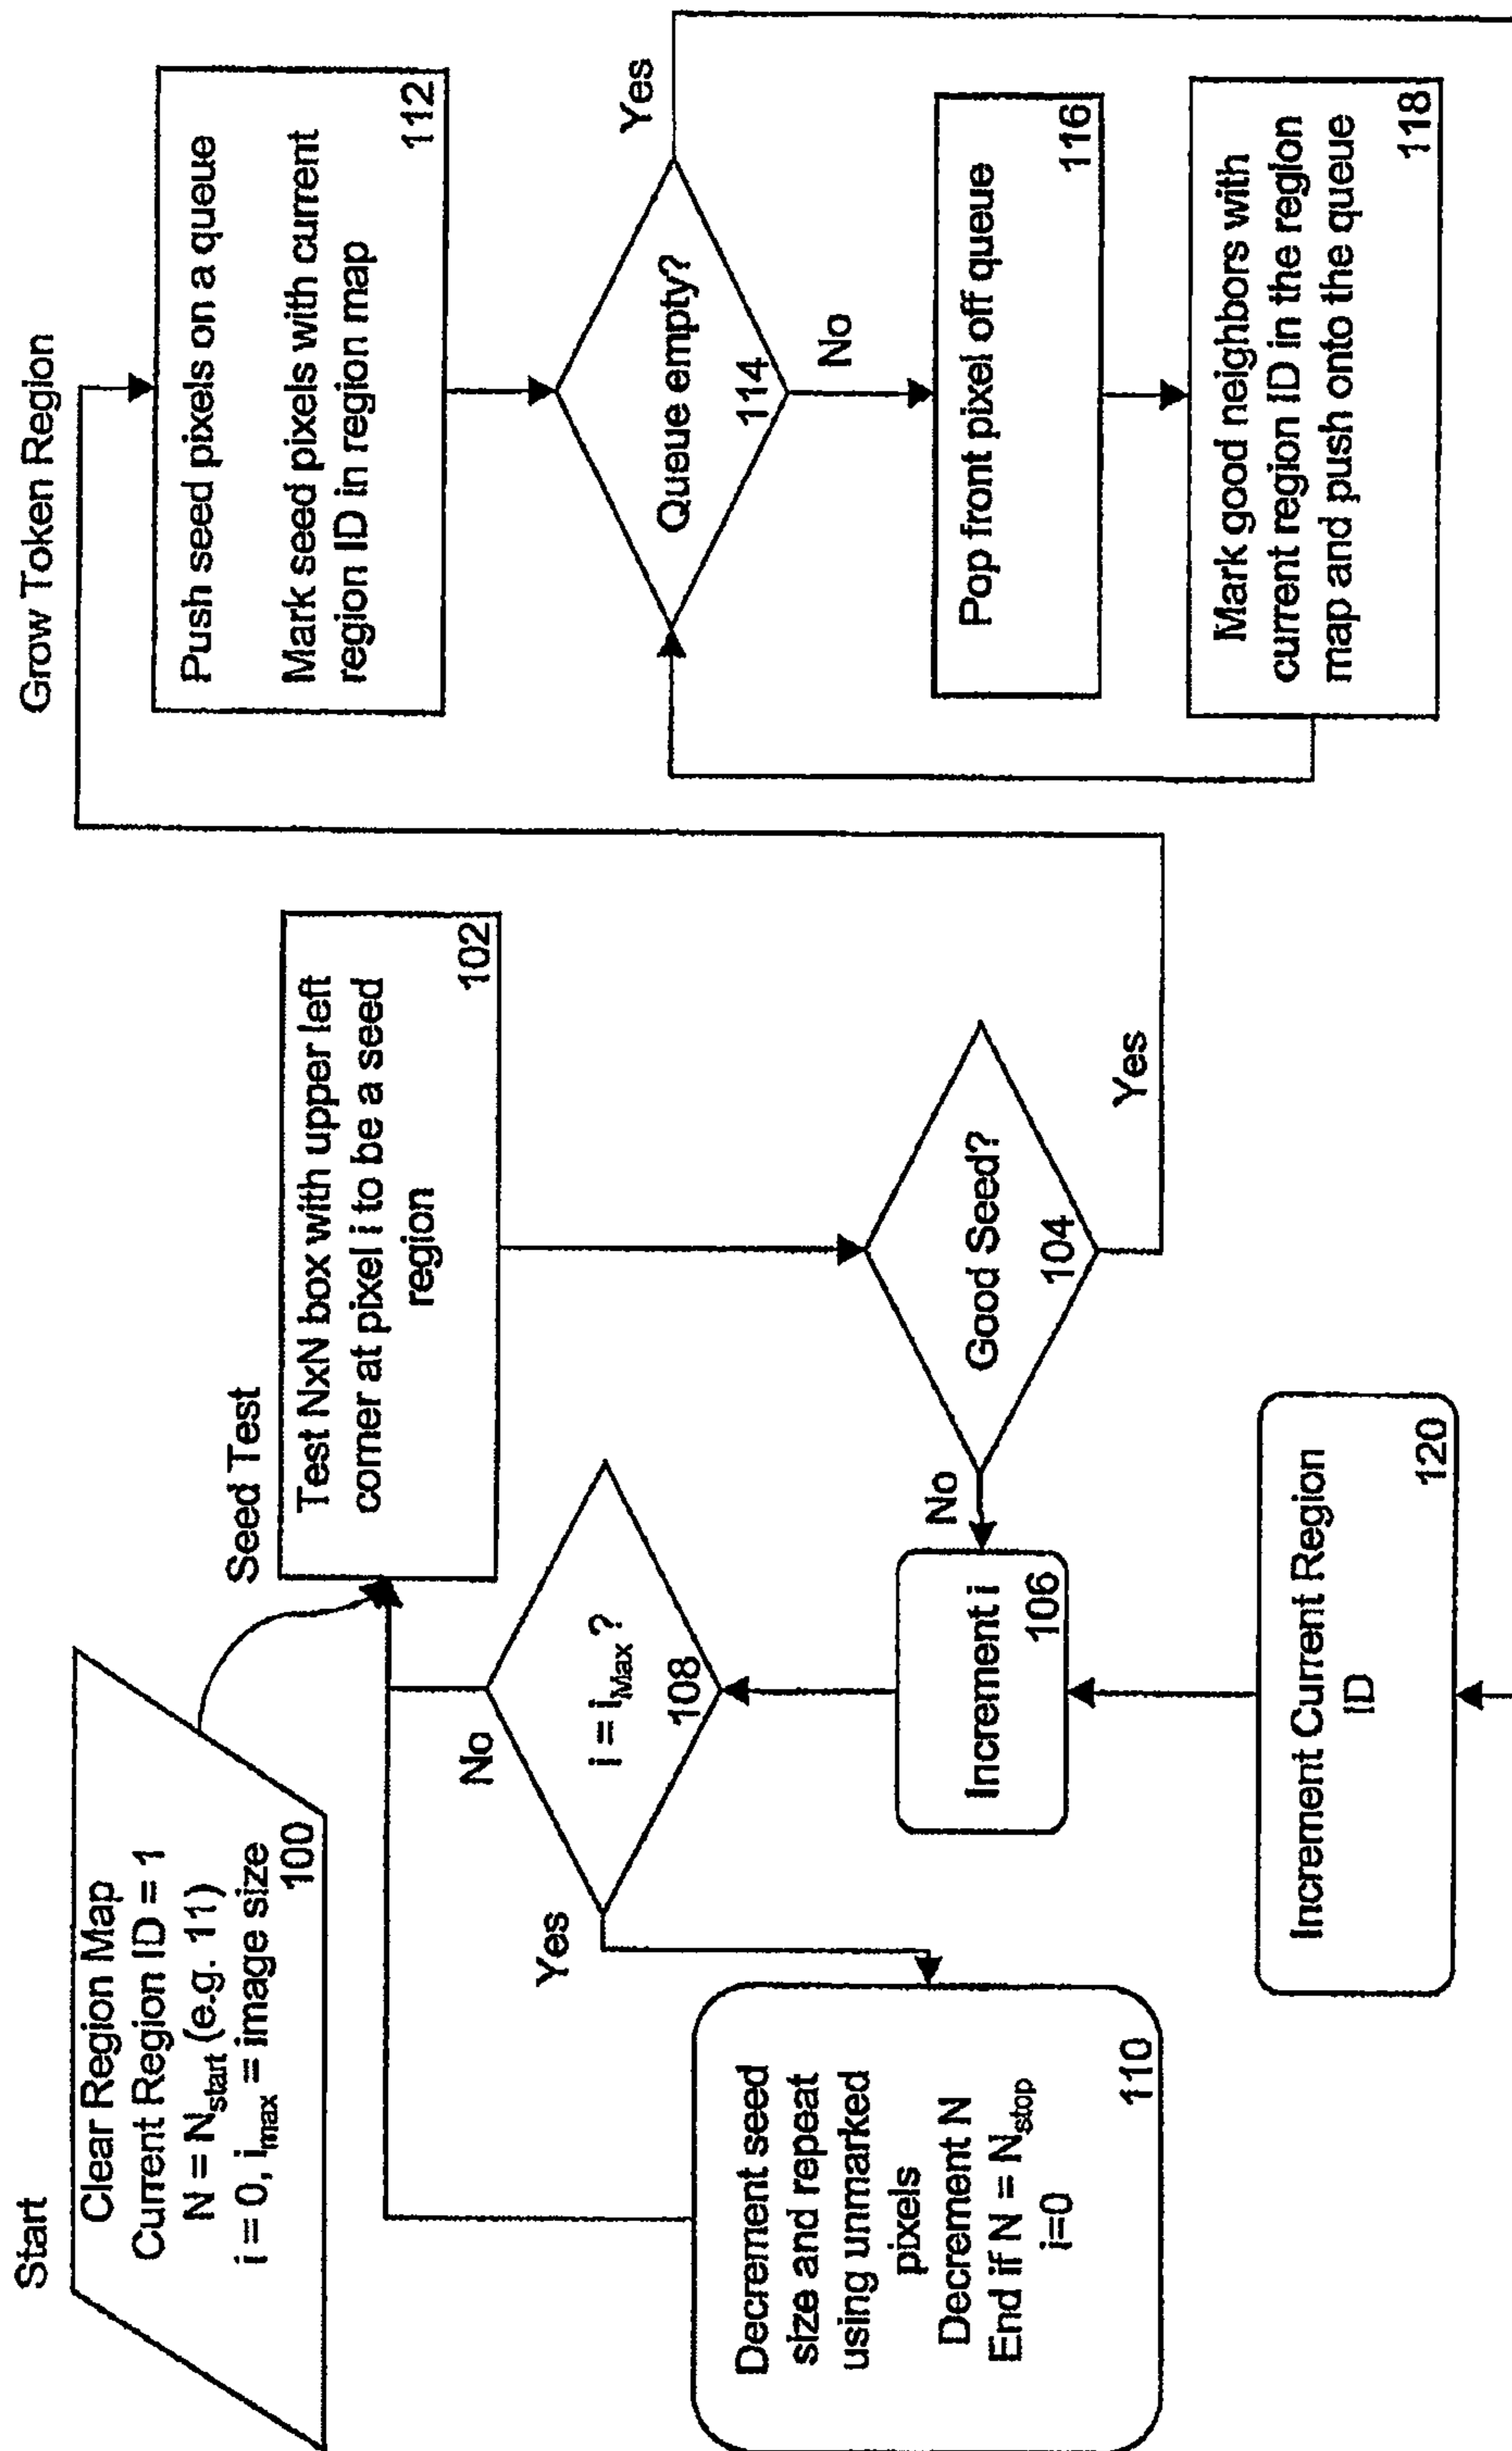 Start
Clear Region Map
Current Region ID = 1
N = Nstart (e.g. 11)
i = 0, imax = image size
100
Seed Test
Test NxN box with upper left
corner at pixel i to be a seed
region
102
Good Seed?
104
No
Yes
Increment i
106
i = iMax?
108
No
Yes
Decrement seed
size and repeat
using unmarked
pixels
Decrement N
End if N = Nstop
i=0
110
Grow Token Region
Push seed pixels on a queue
Mark seed pixels with current
region ID in region map
112
Queue empty?
114
Yes
No
Pop front pixel off queue
116
Mark good neighbors with
current region ID in the region
map and push onto the queue
118
Increment Current Region
ID
120